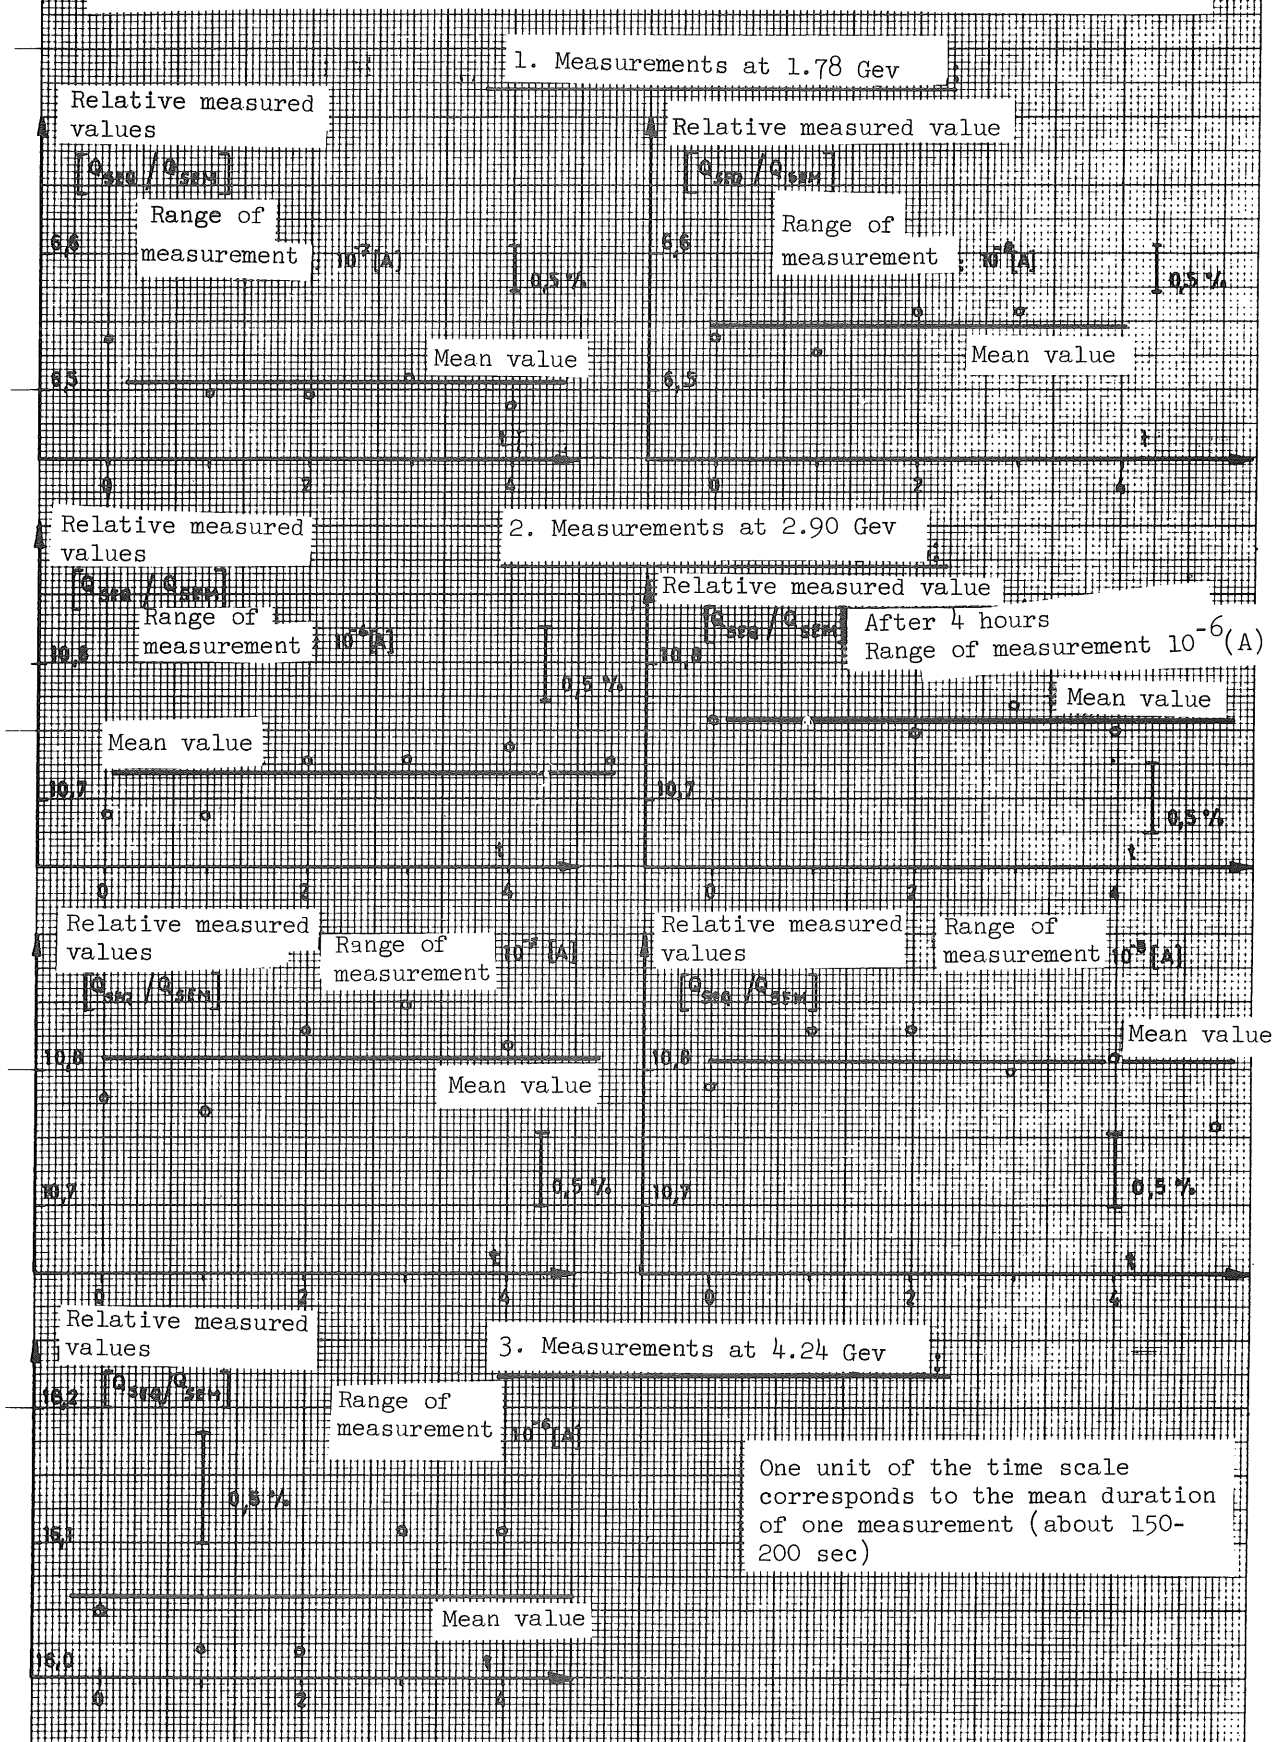 1. Measurements at 1.78 Gev
Relative measured
values
[Q_SEQ / Q_SEM]
Range of
measurement 10^-7 [A]
6,6
0,5 %
Mean value
6,5
t
0 2 4
Relative measured value
[Q_SEQ / Q_SEM]
Range of
measurement : 10^-8 [A]
6,6
0,5 %
Mean value
6,5
t
0 2 4
2. Measurements at 2.90 Gev
Relative measured
values
[Q_SEQ / Q_SEM]
Range of
measurement 10^-6 [A]
10,8
0,5 %
Mean value
10,7
t
0 2 4
Relative measured value
[Q_SEQ / Q_SEM]
After 4 hours
Range of measurement 10^-6 (A)
10,8
Mean value
10,7
0,5 %
t
0 2 4
Relative measured
values
Range of
measurement 10^-7 [A]
[Q_SEQ / Q_SEM]
10,8
Mean value
0,5 %
10,7
t
0 2 4
Relative measured
values
Range of
measurement 10^-8 [A]
[Q_SEQ / Q_SEM]
Mean value
10,8
0,5 %
10,7
t
0 2 4
3. Measurements at 4.24 Gev :
Relative measured
values
[Q_SEQ/Q_SEM]
16,2
Range of
measurement 10^-6 [A]
0,5 %
16,1
Mean value
16,0
t
0 2 4
One unit of the time scale
corresponds to the mean duration
of one measurement (about 150-
200 sec)